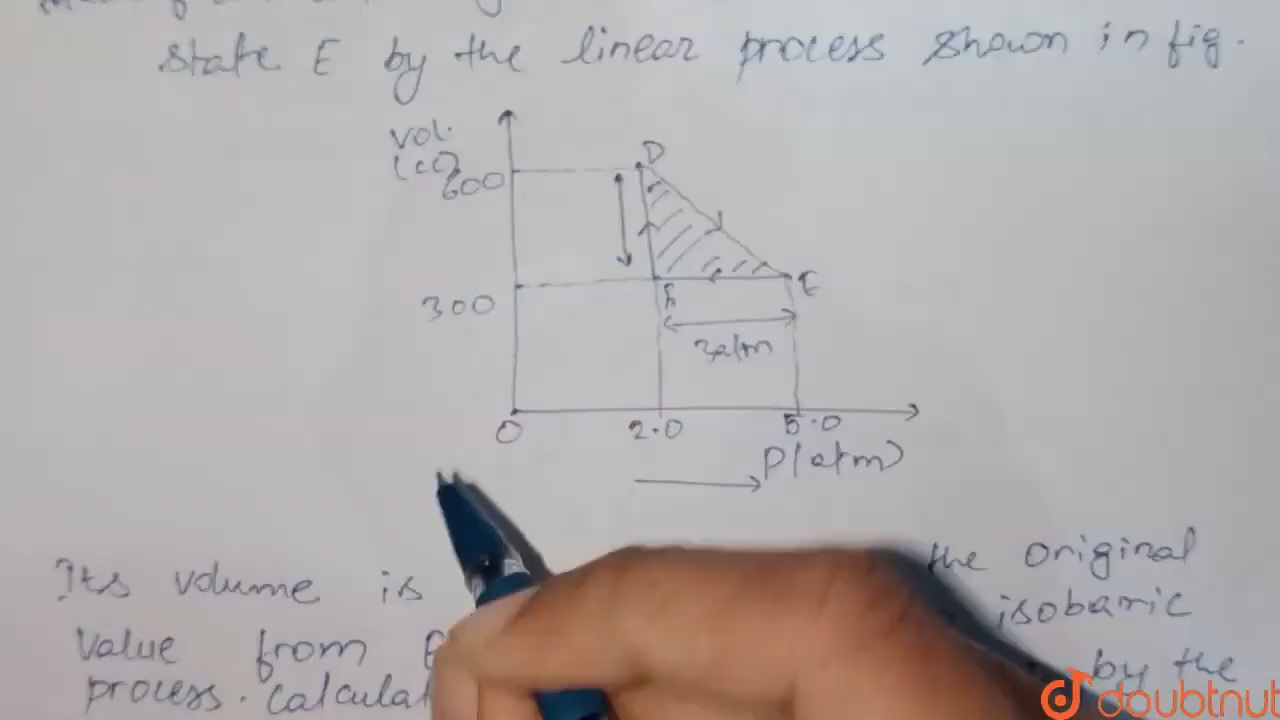 state E by the linear process shown in fig.
Vol.
(cc)
600
D
300
E
3atm
0
2.0
5.0
P(atm)
Its volume is the original
value from isobaric
process. calculat by the
doubtnut